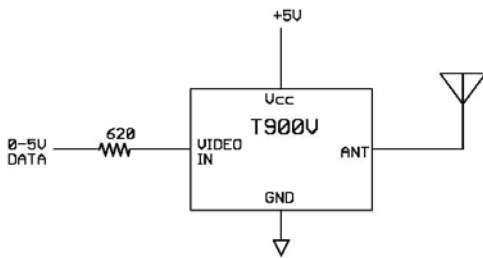 +5V
Vcc
T900V
620
0-5V
DATA
VIDEO
IN
ANT
GND